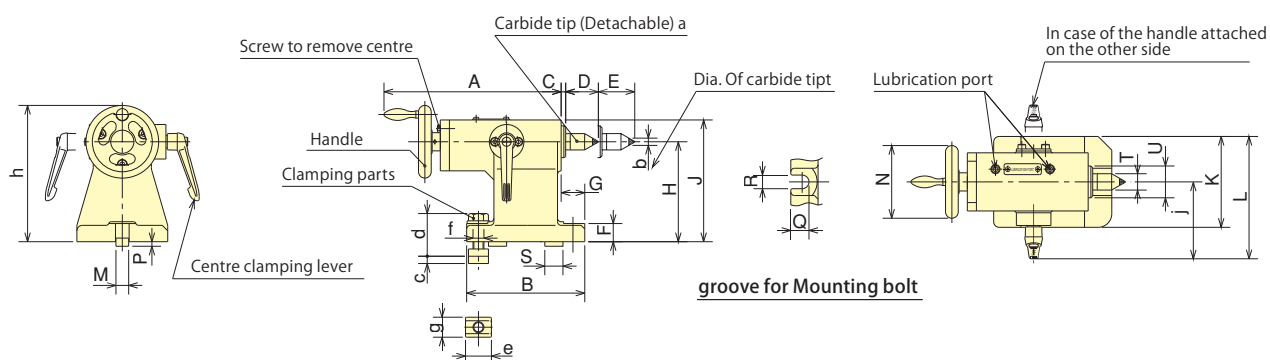 Carbide tip (Detachable) a
In case of the handle attached
on the other side
Screw to remove centre
A
C
D
E
Dia. Of carbide tipt
Lubrication port
Handle
Clamping parts
h
b
H
J
G
F
R
Q
N
T
U
j
K
L
d
f
c
S
B
M
P
Centre clamping lever
groove for Mounting bolt
g
e